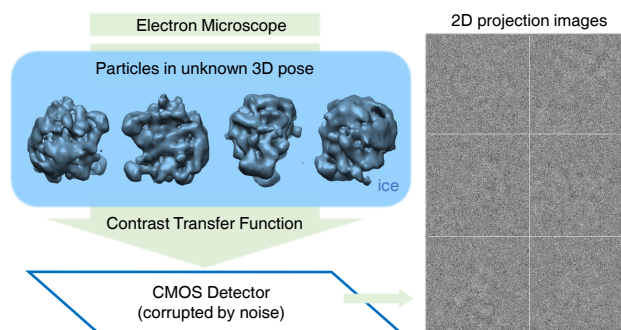 Electron Microscope
Particles in unknown 3D pose
ice
Contrast Transfer Function
CMOS Detector
(corrupted by noise)
2D projection images